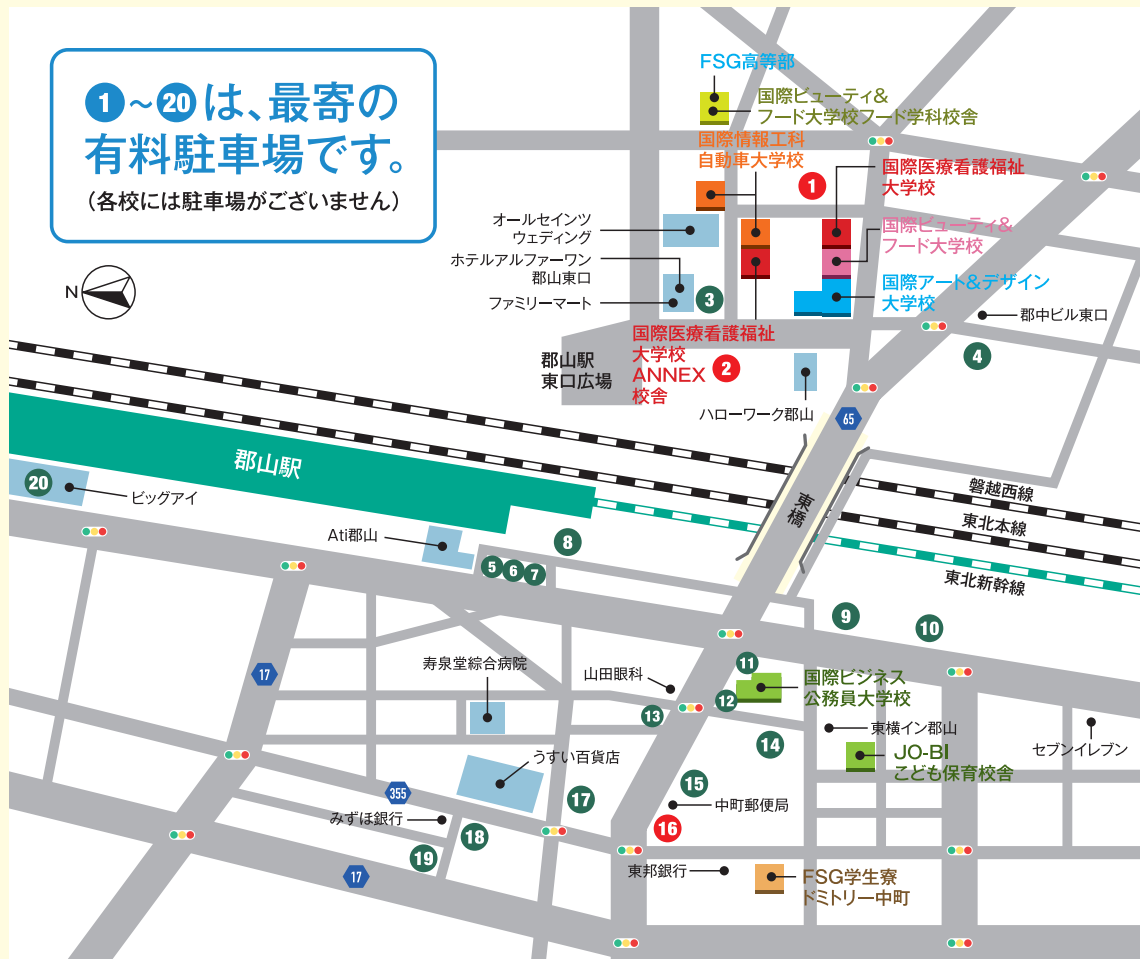 1～20は、最寄の
有料駐車場です。
(各校には駐車場がございません)
N
FSG高等部
国際ビューティ&
フード大学校フード学科校舎
国際情報工科
自動車大学校
1
国際医療看護福祉
大学校
国際ビューティ&
フード大学校
国際アート&デザイン
大学校
オールセインツ
ウェディング
ホテルアルファーワン
郡山東口
ファミリーマート
3
郡中ビル東口
4
国際医療看護福祉
大学校
ANNEX
校舎
2
郡山駅
東口広場
ハローワーク郡山
65
郡山駅
東橋
磐越西線
東北本線
東北新幹線
20
ビッグアイ
Ati郡山
8
5
6
7
9
10
17
寿泉堂綜合病院
山田眼科
11
12
13
国際ビジネス
公務員大学校
14
東横イン郡山
JO-BI
こども保育校舎
セブンイレブン
うすい百貨店
355
みずほ銀行
17
18
19
15
中町郵便局
16
17
東邦銀行
FSG学生寮
ドミトリー中町